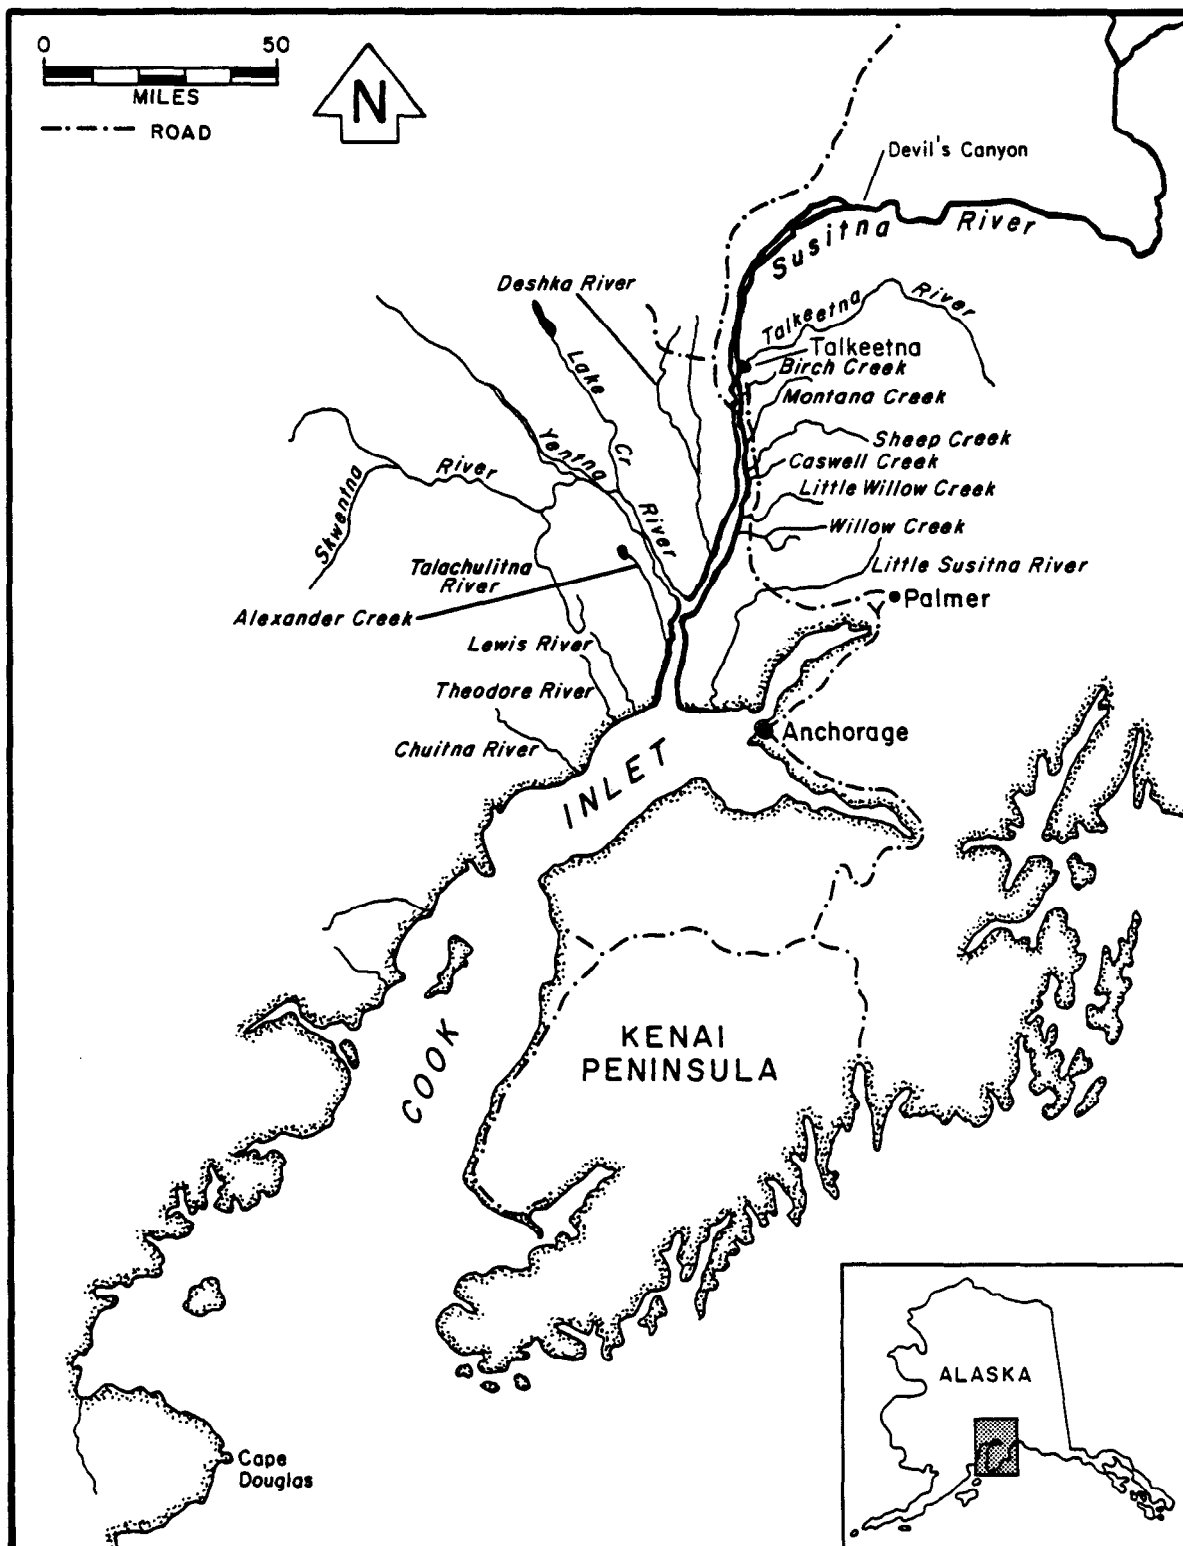 0 50
MILES
ROAD
N
Devil's Canyon
Susitna River
Deshka River
Talkeetna River
Talkeetna
Birch Creek
Lake Cr
Montana Creek
Yentna River
Sheep Creek
Skwentna River
Caswell Creek
Little Willow Creek
Willow Creek
Talachulitna
River
Little Susitna River
Alexander Creek
Palmer
Lewis River
Theodore River
Anchorage
Chuitna River
COOK INLET
KENAI
PENINSULA
ALASKA
Cape
Douglas